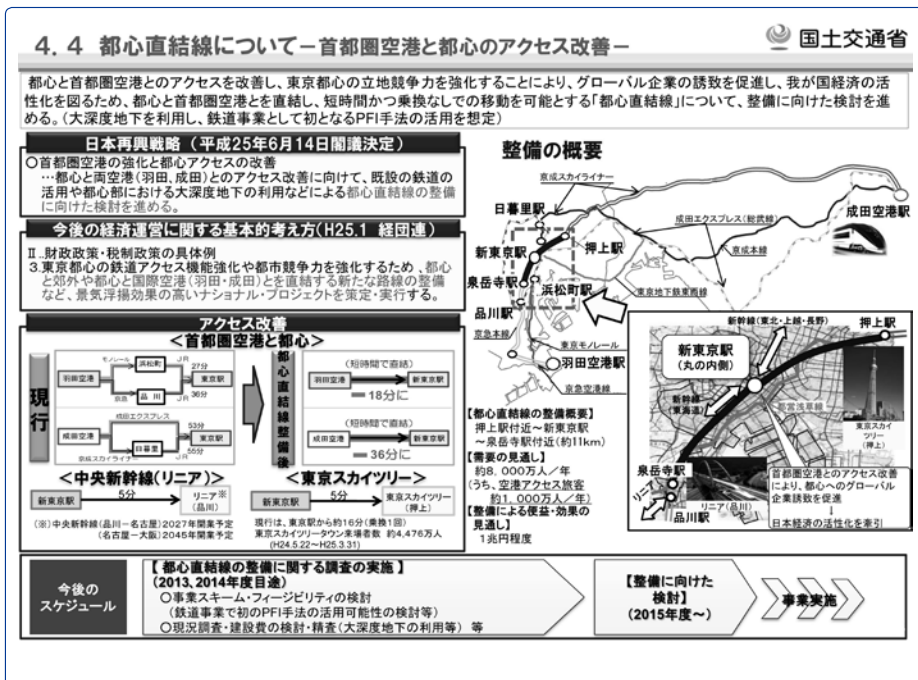 4.4 都心直結線について－首都圏空港と都心のアクセス改善－
国土交通省
都心と首都圏空港とのアクセスを改善し、東京都心の立地競争力を強化することにより、グローバル企業の誘致を促進し、我が国経済の活
性化を図るため、都心と首都圏空港とを直結し、短時間かつ乗換なしでの移動を可能とする「都心直結線」について、整備に向けた検討を進
める。(大深度地下を利用し、鉄道事業として初となるPFI手法の活用を想定)
日本再興戦略 (平成25年6月14日閣議決定)
○首都圏空港の強化と都心アクセスの改善
…都心と両空港(羽田、成田)とのアクセス改善に向けて、既設の鉄道の
活用や都心部における大深度地下の利用などによる都心直結線の整備
に向けた検討を進める。
今後の経済運営に関する基本的考え方(H25.1 経団連)
Ⅱ..財政政策・税制政策の具体例
3.東京都心の鉄道アクセス機能強化や都市競争力を強化するため、都心
と郊外や都心と国際空港(羽田・成田)とを直結する新たな路線の整備
など、景気浮揚効果の高いナショナル・プロジェクトを策定・実行する。
アクセス改善
<首都圏空港と都心>
現行
モノレール
浜松町
JR
27分
羽田空港
東京駅
京急
品川
JR
36分
成田エクスプレス
53分
成田空港
東京駅
日暮里
京成スカイライナー
JR
55分
都心直結線整備後
(短時間で直結)
羽田空港
新東京駅
18分に
(短時間で直結)
成田空港
新東京駅
36分に
<中央新幹線(リニア)>
新東京駅
5分
リニア※
(品川)
(※)中央新幹線(品川－名古屋)2027年開業予定
(名古屋－大阪)2045年開業予定
<東京スカイツリー>
新東京駅
5分
東京スカイツリー
(押上)
現行は、東京駅から約16分(乗換1回)
東京スカイツリータウン来場者数 約4,476万人
(H24.5.22～H25.3.31)
整備の概要
京成スカイライナー
日暮里駅
成田エクスプレス(総武線)
成田空港駅
新東京駅
押上駅
京成本線
泉岳寺駅
浜松町駅
東京地下鉄東西線
品川駅
京急本線
東京モノレール
羽田空港駅
京急空港線
【都心直結線の整備概要】
押上駅付近～新東京駅
～泉岳寺駅付近(約11km)
【需要の見通し】
約8,000万人/年
(うち、空港アクセス旅客
約1,000万人/年)
【整備による便益・効果の
見通し】
1兆円程度
新幹線(東北・上越・長野)
押上駅
新東京駅
(丸の内側)
新幹線
(東海道)
都営浅草線
東京スカイ
ツリー
(押上)
泉岳寺駅
リニア
リニア(品川)
品川駅
首都圏空港とのアクセス改善
により、都心へのグローバル
企業誘致を促進
↓
日本経済の活性化を牽引
今後の
スケジュール
【 都心直結線の整備に関する調査の実施 】
(2013、2014年度目途)
○事業スキーム・フィージビリティの検討
(鉄道事業で初のPFI手法の活用可能性の検討等)
○現況調査・建設費の検討・精査(大深度地下の利用等) 等
【整備に向けた
検討】
(2015年度～)
事業実施